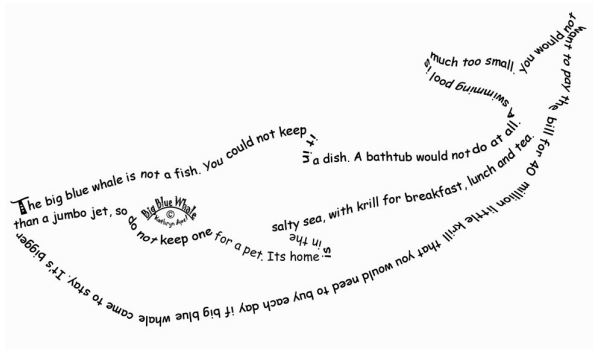 The big blue whale is not a fish. You could not keep
it in
a dish. A bathtub would not do at all.
A swimming pool is
much too small.
You would not
want to pay the bill for 40 million little krill that you would need to buy each day if big blue whale came to stay. It's bigger
than a jumbo jet, so
do not keep one for a pet. Its home
is in the
salty sea, with krill for breakfast, lunch and tea.
Big Blue Whale
©
Kathryn Apel